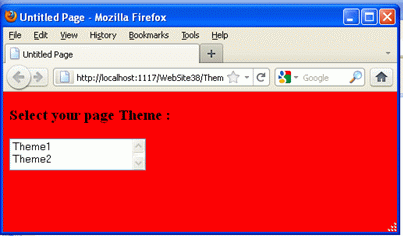 Untitled Page - Mozilla Firefox
File Edit View History Bookmarks Tools Help
Untitled Page
http://localhost:1117/WebSite38/Them
Google
Select your page Theme :
Theme1
Theme2